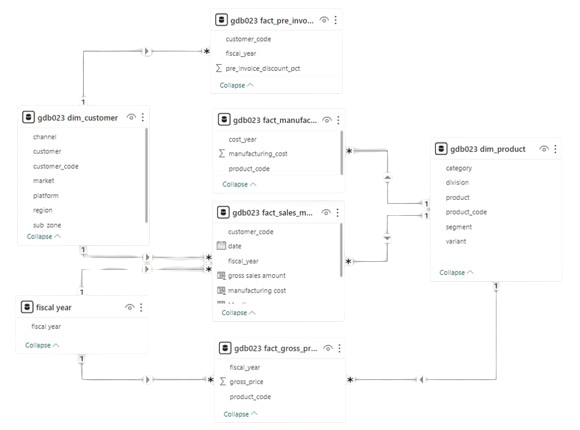 gdb023 fact_pre_invo...
customer_code
fiscal_year
pre_invoice_discount_pct
Collapse
1
*
gdb023 dim_customer
channel
customer
customer_code
market
platform
region
sub_zone
Collapse
1
gdb023 fact_manufac...
cost_year
manufacturing_cost
product_code
Collapse
*
gdb023 dim_product
category
division
product
product_code
segment
variant
Collapse
1
1
1
gdb023 fact_sales_m...
customer_code
date
fiscal_year
gross sales amount
manufacturing cost
Collapse
*
*
*
1
fiscal year
fiscal year
Collapse
1
gdb023 fact_gross_pr...
fiscal_year
gross_price
product_code
Collapse
*
*